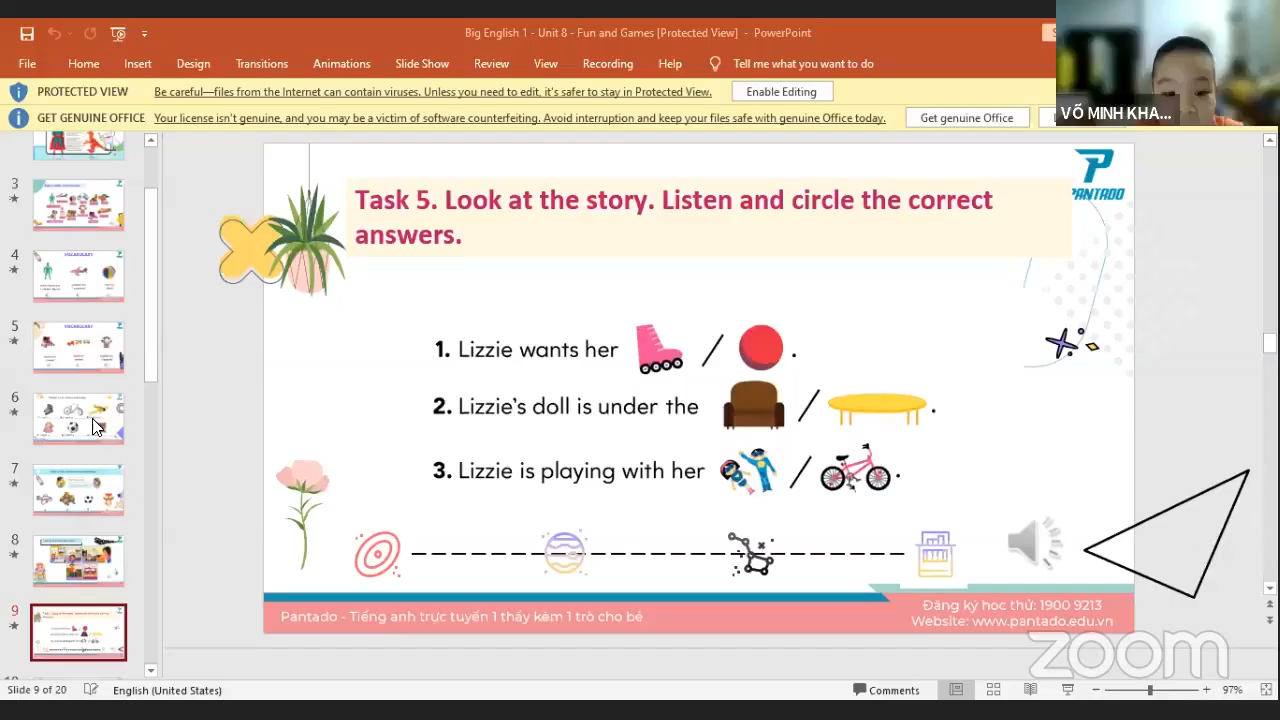 Big English 1 - Unit 8 - Fun and Games [Protected View] - PowerPoint
File Home Insert Design Transitions Animations Slide Show Review View Recording Help Tell me what you want to do
PROTECTED VIEW Be careful—files from the Internet can contain viruses. Unless you need to edit, it's safer to stay in Protected View. Enable Editing
VÕ MINH KHA...
GET GENUINE OFFICE Your license isn't genuine, and you may be a victim of software counterfeiting. Avoid interruption and keep your files safe with genuine Office today. Get genuine Office
3
4
5
6
7
8
9
PANTADO
Task 5. Look at the story. Listen and circle the correct
answers.
1. Lizzie wants her / .
2. Lizzie's doll is under the / .
3. Lizzie is playing with her / .
Pantado - Tiếng anh trực tuyến 1 thầy kèm 1 trò cho bé
Đăng ký học thử: 1900 9213
Website: www.pantado.edu.vn
zoom
Slide 9 of 20 English (United States) Comments 97%